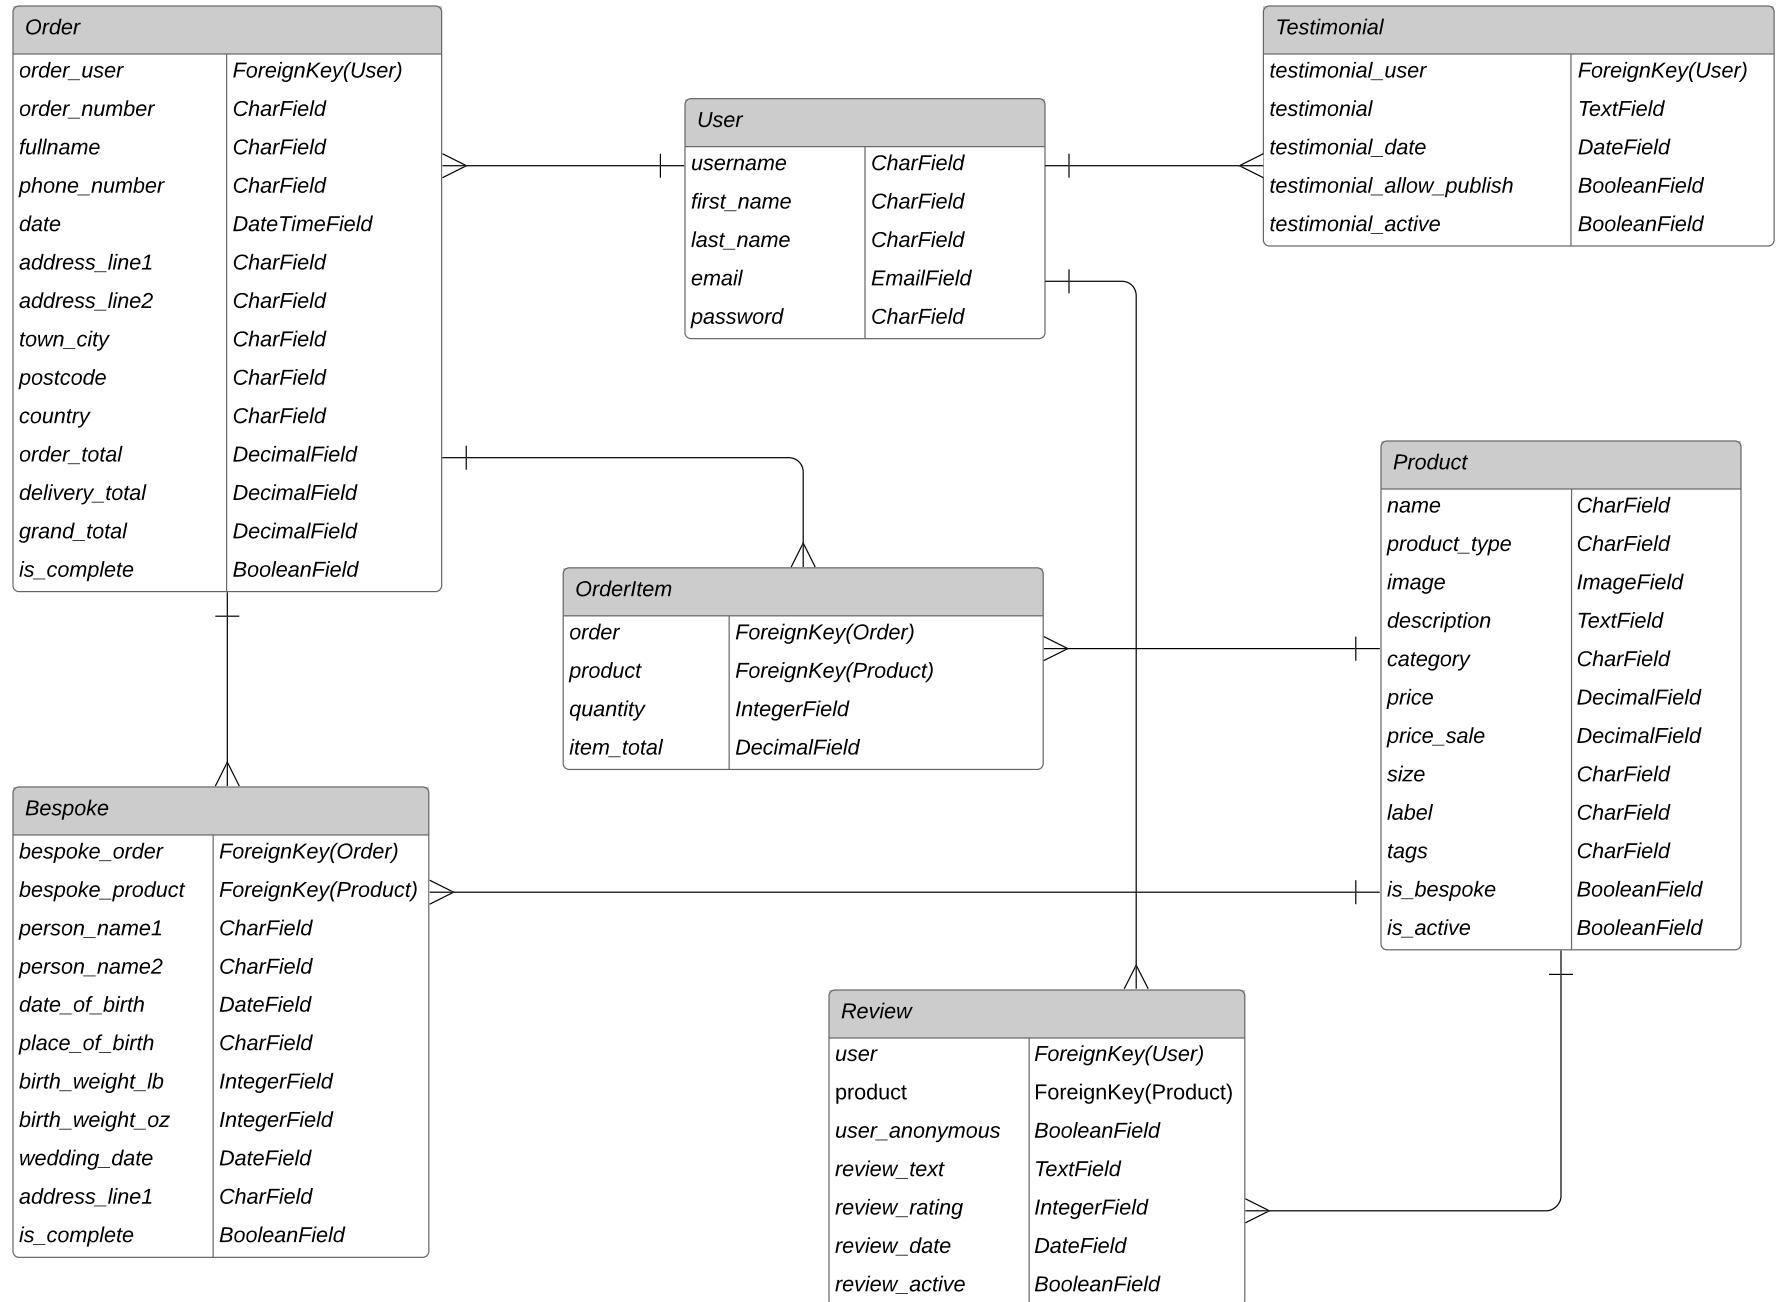 Order
order_user ForeignKey(User)
order_number CharField
fullname CharField
phone_number CharField
date DateTimeField
address_line1 CharField
address_line2 CharField
town_city CharField
postcode CharField
country CharField
order_total DecimalField
delivery_total DecimalField
grand_total DecimalField
is_complete BooleanField
User
username CharField
first_name CharField
last_name CharField
email EmailField
password CharField
Testimonial
testimonial_user ForeignKey(User)
testimonial TextField
testimonial_date DateField
testimonial_allow_publish BooleanField
testimonial_active BooleanField
OrderItem
order ForeignKey(Order)
product ForeignKey(Product)
quantity IntegerField
item_total DecimalField
Product
name CharField
product_type CharField
image ImageField
description TextField
category CharField
price DecimalField
price_sale DecimalField
size CharField
label CharField
tags CharField
is_bespoke BooleanField
is_active BooleanField
Bespoke
bespoke_order ForeignKey(Order)
bespoke_product ForeignKey(Product)
person_name1 CharField
person_name2 CharField
date_of_birth DateField
place_of_birth CharField
birth_weight_lb IntegerField
birth_weight_oz IntegerField
wedding_date DateField
address_line1 CharField
is_complete BooleanField
Review
user ForeignKey(User)
product ForeignKey(Product)
user_anonymous BooleanField
review_text TextField
review_rating IntegerField
review_date DateField
review_active BooleanField